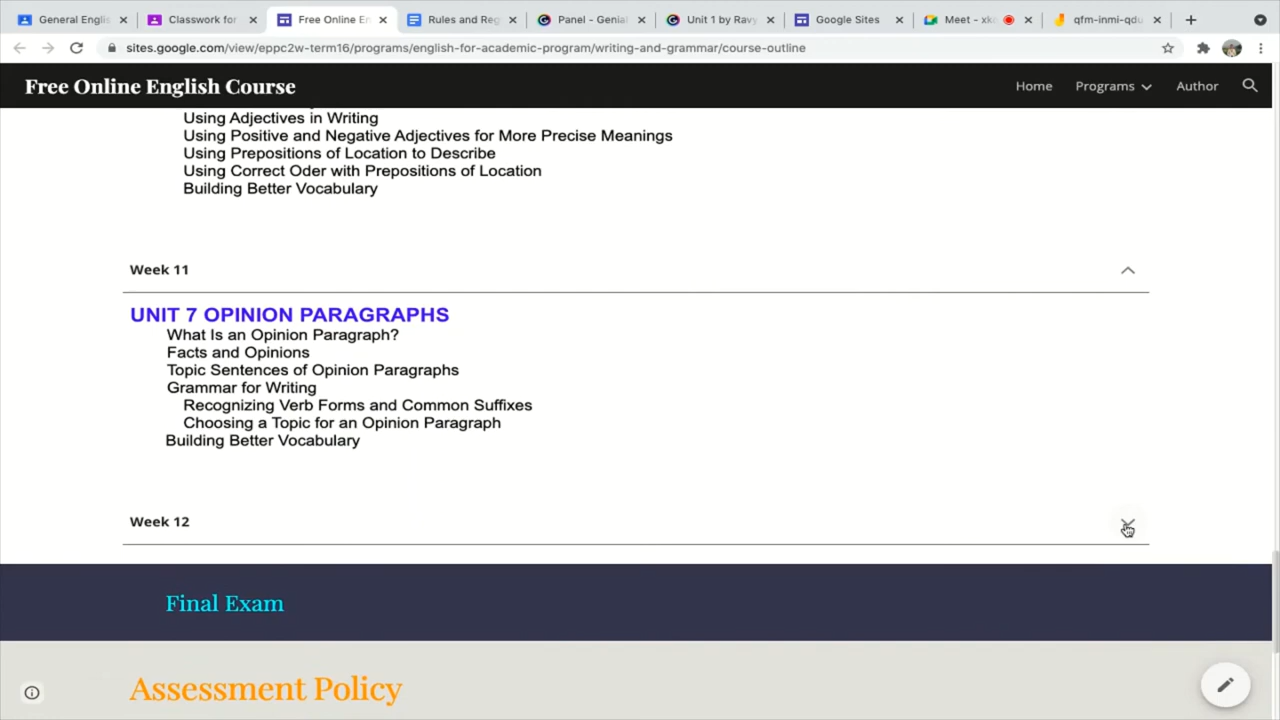 General Englis
Classwork for
Free Online En
Rules and Reg
Panel - Genial
Unit 1 by Ravy
Google Sites
Meet - xka
qfm-inmi-qdu
sites.google.com/view/eppc2w-term16/programs/english-for-academic-program/writing-and-grammar/course-outline
Free Online English Course
Home
Programs
Author
Using Adjectives in Writing
Using Positive and Negative Adjectives for More Precise Meanings
Using Prepositions of Location to Describe
Using Correct Oder with Prepositions of Location
Building Better Vocabulary
Week 11
UNIT 7 OPINION PARAGRAPHS
What Is an Opinion Paragraph?
Facts and Opinions
Topic Sentences of Opinion Paragraphs
Grammar for Writing
Recognizing Verb Forms and Common Suffixes
Choosing a Topic for an Opinion Paragraph
Building Better Vocabulary
Week 12
Final Exam
Assessment Policy